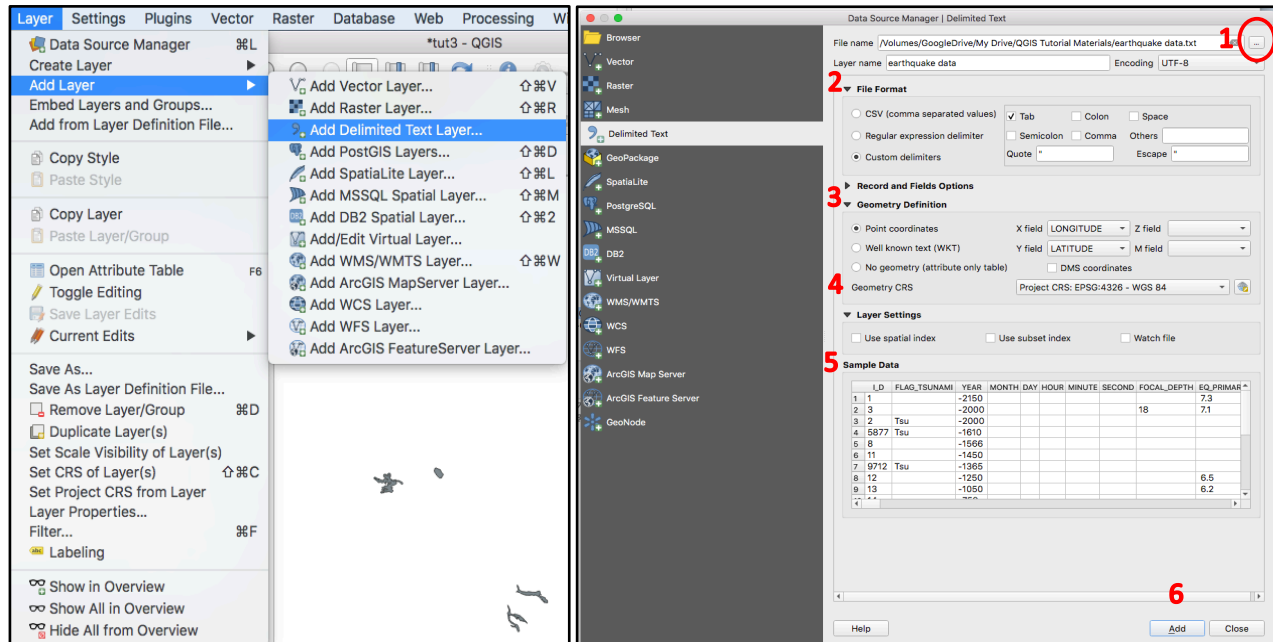 Layer Settings Plugins Vector Raster Database Web Processing Wi
*tut3 - QGIS
Data Source Manager ⌘L
Create Layer
Add Layer
Embed Layers and Groups...
Add from Layer Definition File...
Copy Style
Paste Style
Copy Layer
Paste Layer/Group
Open Attribute Table F6
Toggle Editing
Save Layer Edits
Current Edits
Save As...
Save As Layer Definition File...
Remove Layer/Group ⌘D
Duplicate Layer(s)
Set Scale Visibility of Layer(s)
Set CRS of Layer(s) ⇧⌘C
Set Project CRS from Layer
Layer Properties...
Filter... ⌘F
abc Labeling
Show in Overview
Show All in Overview
Hide All from Overview
Add Vector Layer... ⇧⌘V
Add Raster Layer... ⇧⌘R
Add Delimited Text Layer...
Add PostGIS Layers... ⇧⌘D
Add SpatiaLite Layer... ⇧⌘L
Add MSSQL Spatial Layer... ⇧⌘M
DB2 Add DB2 Spatial Layer... ⇧⌘2
Add/Edit Virtual Layer...
Add WMS/WMTS Layer... ⇧⌘W
Add ArcGIS MapServer Layer...
Add WCS Layer...
Add WFS Layer...
Add ArcGIS FeatureServer Layer...
Data Source Manager | Delimited Text
Browser
Vector
Raster
Mesh
Delimited Text
GeoPackage
SpatiaLite
PostgreSQL
MSSQL
DB2 DB2
Virtual Layer
WMS/WMTS
WCS
WFS
ArcGIS Map Server
ArcGIS Feature Server
GeoNode
1
File name /Volumes/GoogleDrive/My Drive/QGIS Tutorial Materials/earthquake data.txt ...
Layer name earthquake data Encoding UTF-8
2
File Format
CSV (comma separated values) Tab Colon Space
Regular expression delimiter Semicolon Comma Others
Custom delimiters Quote " Escape "
Record and Fields Options
3
Geometry Definition
Point coordinates X field LONGITUDE Z field
Well known text (WKT) Y field LATITUDE M field
No geometry (attribute only table) DMS coordinates
4
Geometry CRS Project CRS: EPSG:4326 - WGS 84
Layer Settings
Use spatial index Use subset index Watch file
5
Sample Data
I_D FLAG_TSUNAMI YEAR MONTH DAY HOUR MINUTE SECOND FOCAL_DEPTH EQ_PRIMAR
1 1 -2150 7.3
2 3 -2000 18 7.1
3 2 Tsu -2000
4 5877 Tsu -1610
5 8 -1566
6 11 -1450
7 9712 Tsu -1365
8 12 -1250 6.5
9 13 -1050 6.2
6
Help Add Close